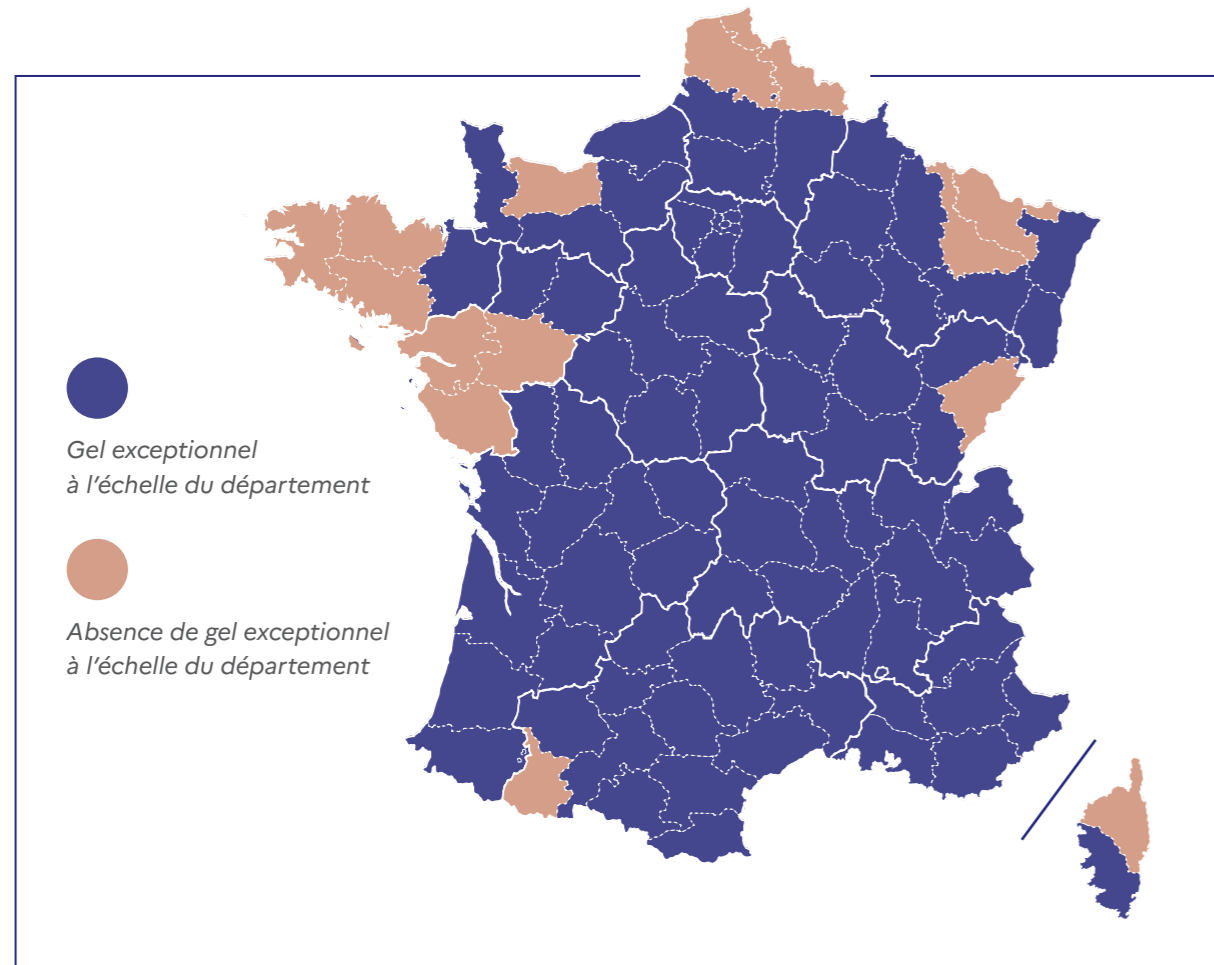 Gel exceptionnel
à l’échelle du département
Absence de gel exceptionnel
à l’échelle du département